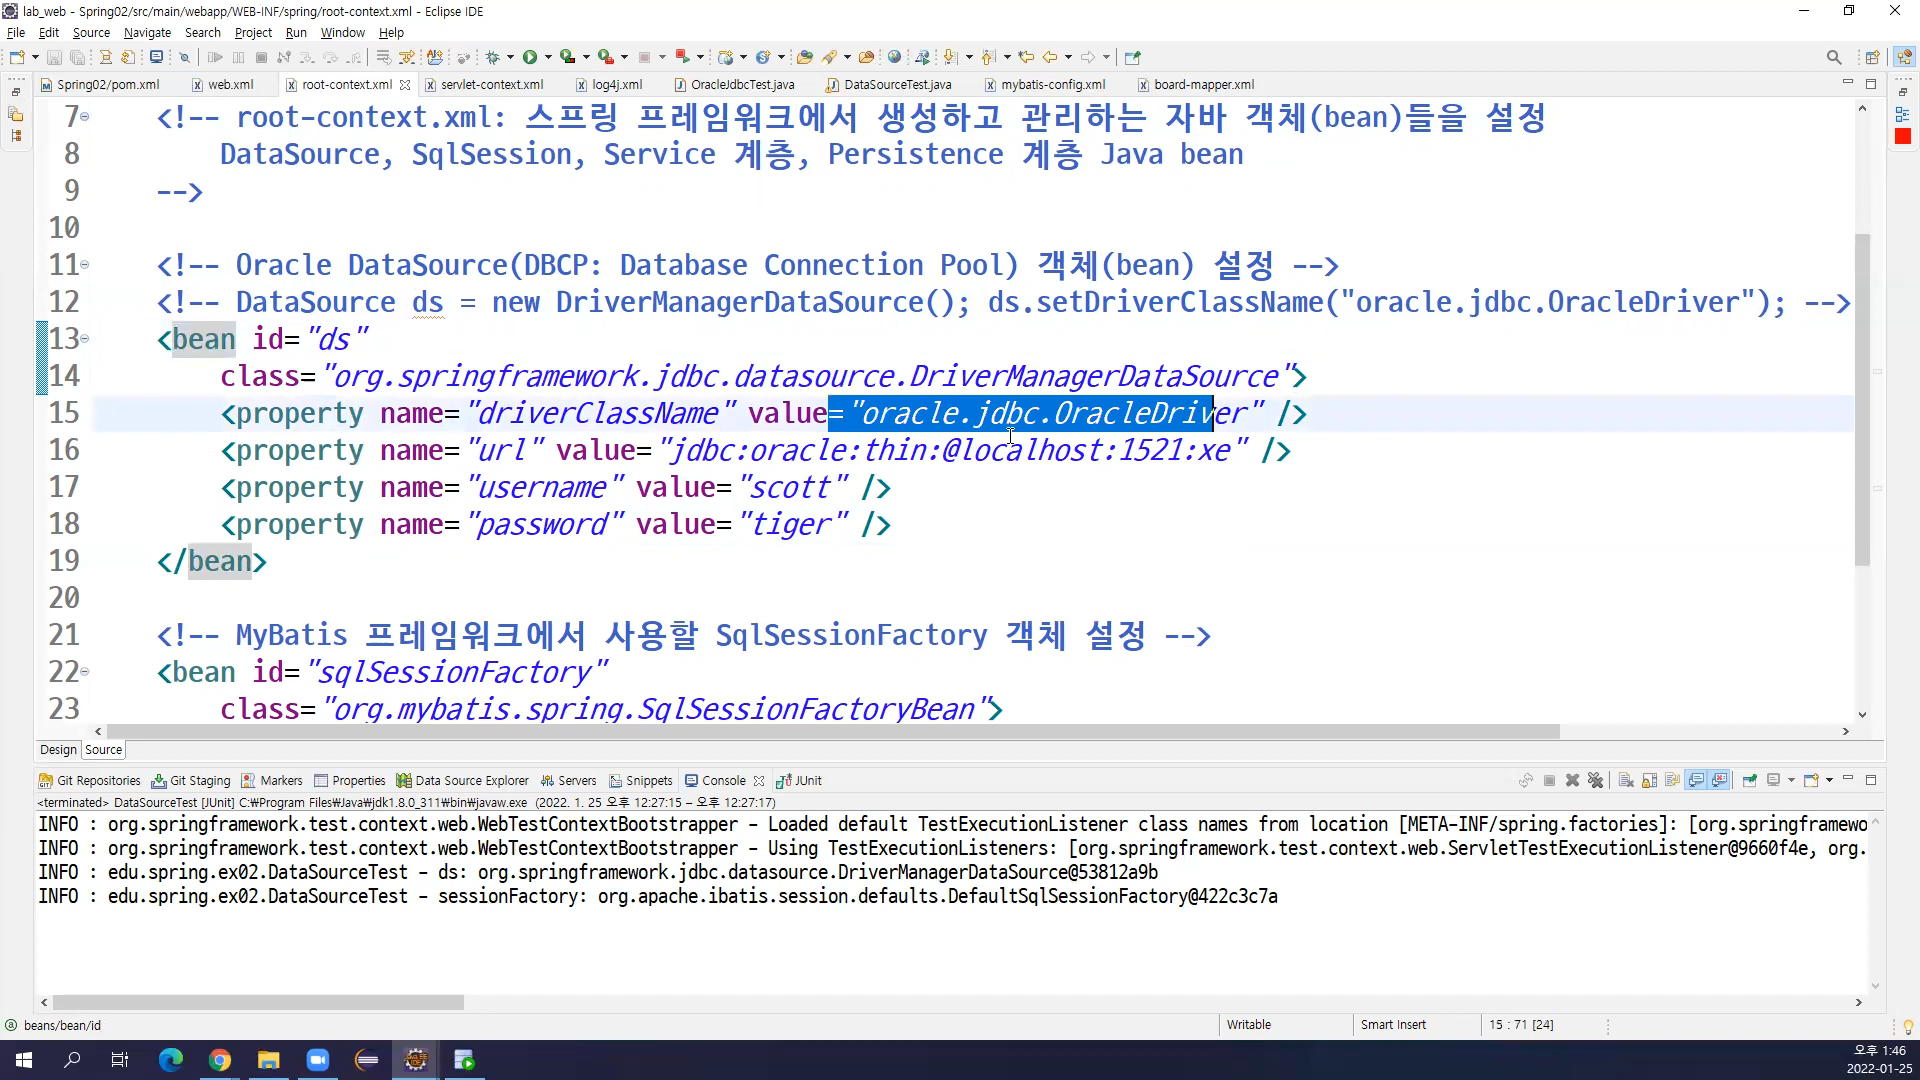 lab_web - Spring02/src/main/webapp/WEB-INF/spring/root-context.xml - Eclipse IDE
File Edit Source Navigate Search Project Run Window Help
Spring02/pom.xml web.xml root-context.xml servlet-context.xml log4j.xml OracleJdbcTest.java DataSourceTest.java mybatis-config.xml board-mapper.xml
7 <!-- root-context.xml: 스프링 프레임워크에서 생성하고 관리하는 자바 객체(bean)들을 설정
8 DataSource, SqlSession, Service 계층, Persistence 계층 Java bean
9 -->
10
11 <!-- Oracle DataSource(DBCP: Database Connection Pool) 객체(bean) 설정 -->
12 <!-- DataSource ds = new DriverManagerDataSource(); ds.setDriverClassName("oracle.jdbc.OracleDriver"); -->
13 <bean id="ds"
14 class="org.springframework.jdbc.datasource.DriverManagerDataSource">
15 <property name="driverClassName" value="oracle.jdbc.OracleDriver" />
16 <property name="url" value="jdbc:oracle:thin:@localhost:1521:xe" />
17 <property name="username" value="scott" />
18 <property name="password" value="tiger" />
19 </bean>
20
21 <!-- MyBatis 프레임워크에서 사용할 SqlSessionFactory 객체 설정 -->
22 <bean id="sqlSessionFactory"
23 class="org.mybatis.spring.SqlSessionFactoryBean">
Design Source
Git Repositories Git Staging Markers Properties Data Source Explorer Servers Snippets Console JUnit
<terminated> DataSourceTest [JUnit] C:￦Program Files￦Java￦jdk1.8.0_311￦bin￦javaw.exe (2022. 1. 25 오후 12:27:15 – 오후 12:27:17)
INFO : org.springframework.test.context.web.WebTestContextBootstrapper - Loaded default TestExecutionListener class names from location [META-INF/spring.factories]: [org.springframewo
INFO : org.springframework.test.context.web.WebTestContextBootstrapper - Using TestExecutionListeners: [org.springframework.test.context.web.ServletTestExecutionListener@9660f4e, org.
INFO : edu.spring.ex02.DataSourceTest - ds: org.springframework.jdbc.datasource.DriverManagerDataSource@53812a9b
INFO : edu.spring.ex02.DataSourceTest - sessionFactory: org.apache.ibatis.session.defaults.DefaultSqlSessionFactory@422c3c7a
beans/bean/id Writable Smart Insert 15 : 71 [24]
오후 1:46
2022-01-25